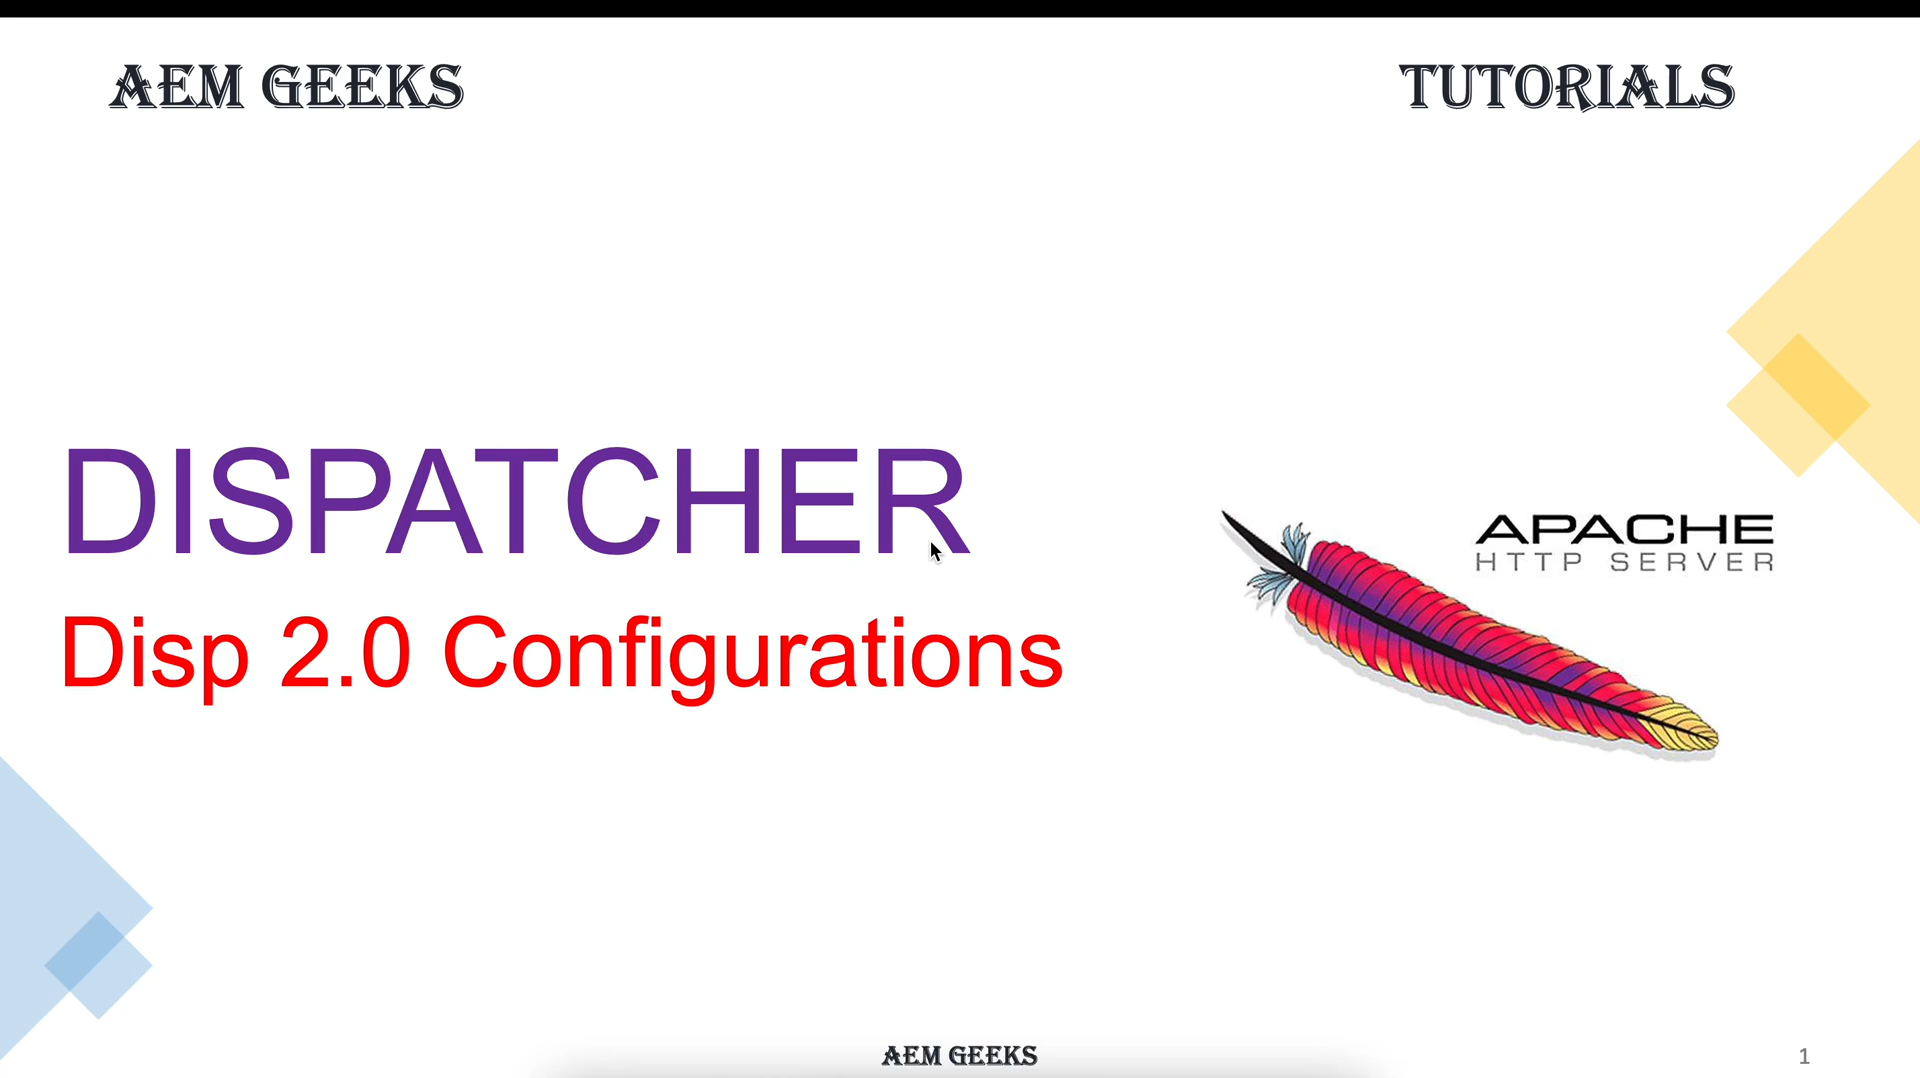 AEM GEEKS
TUTORIALS
DISPATCHER
Disp 2.0 Configurations
APACHE
HTTP SERVER
AEM GEEKS
1